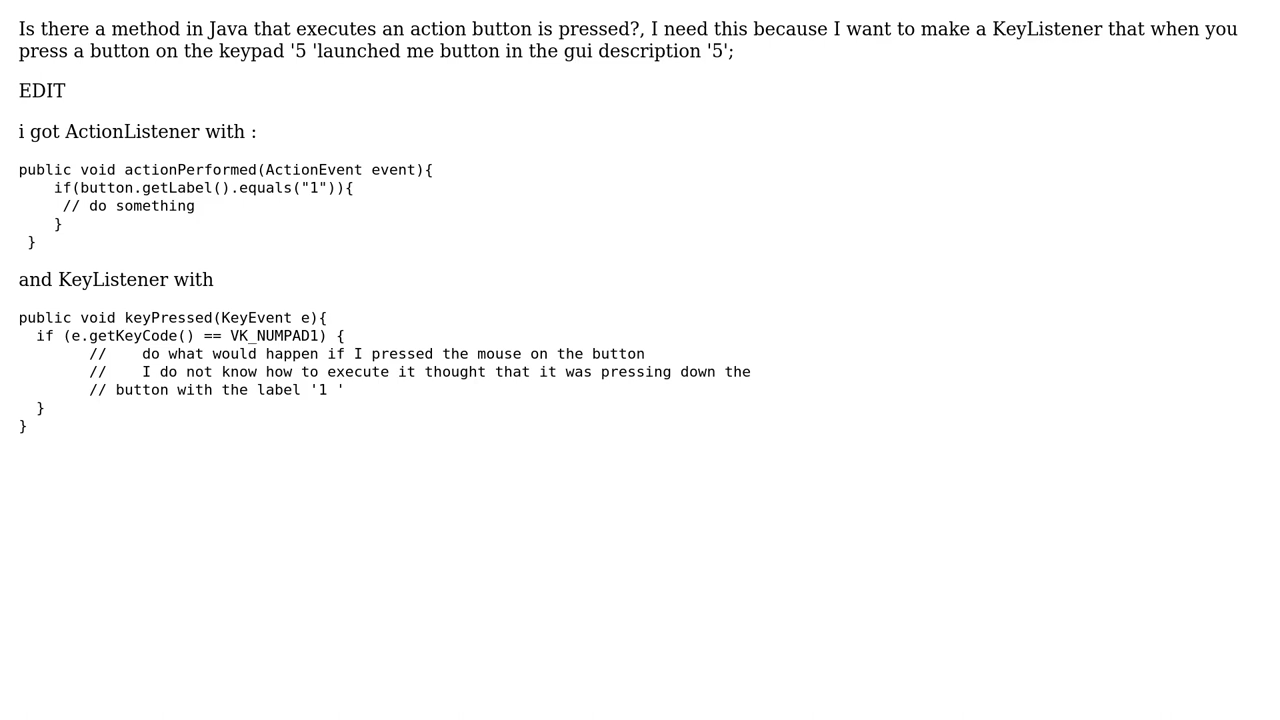 Is there a method in Java that executes an action button is pressed?, I need this because I want to make a KeyListener that when you
press a button on the keypad '5 'launched me button in the gui description '5';
EDIT
i got ActionListener with :
public void actionPerformed(ActionEvent event){
    if(button.getLabel().equals("1")){
     // do something
    }
 }
and KeyListener with
public void keyPressed(KeyEvent e){
  if (e.getKeyCode() == VK_NUMPAD1) {
        //    do what would happen if I pressed the mouse on the button
        //    I do not know how to execute it thought that it was pressing down the
        // button with the label '1 '
  }
}